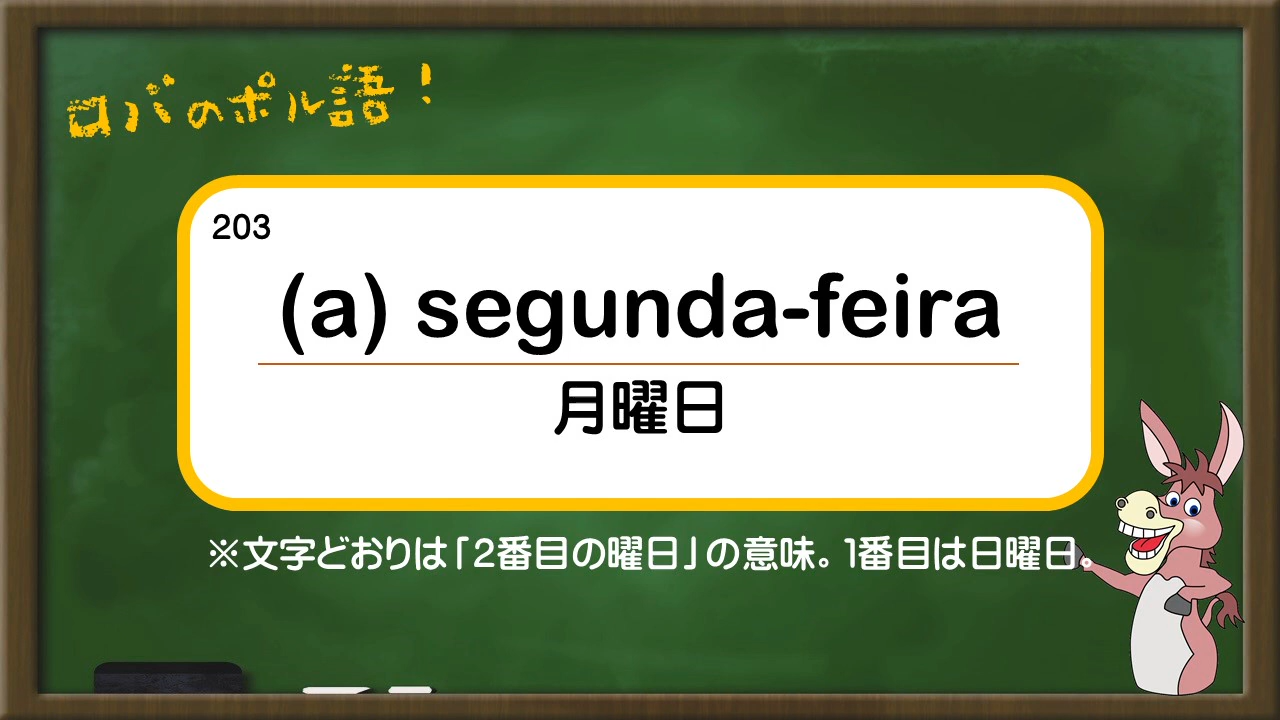 ロバのポル語！
203
(a) segunda-feira
月曜日
※文字どおりは「2番目の曜日」の意味。1番目は日曜日。